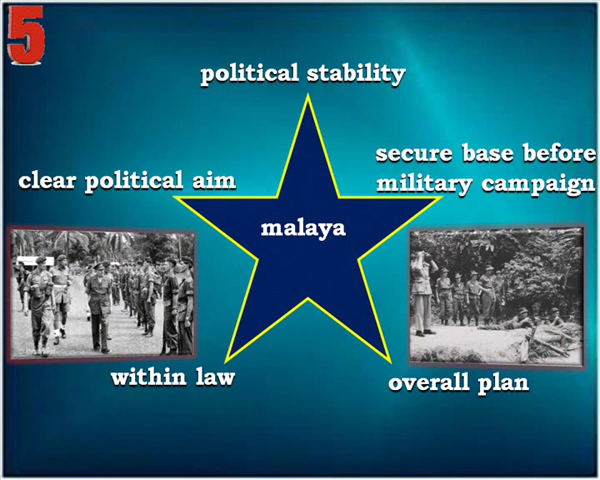 5
political stability
clear political aim
secure base before
military campaign
malaya
within law
overall plan